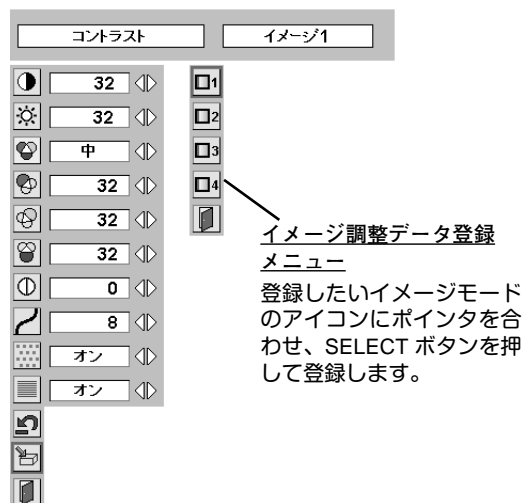 コントラスト イメージ1
32
32
中
32
32
32
0
8
オン
オン
1
2
3
4
イメージ調整データ登録
メニュー
登録したいイメージモード
のアイコンにポインタを合
わせ、SELECT ボタンを押
して登録します。